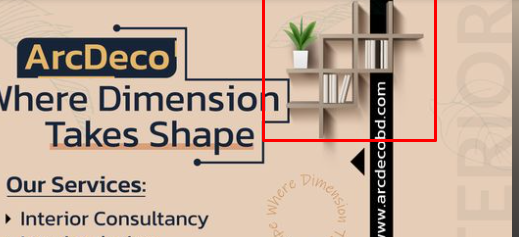 ArcDeco
Where Dimension
Takes Shape
Our Services:
Interior Consultancy
www.arcdecobd.com
Where Dimension